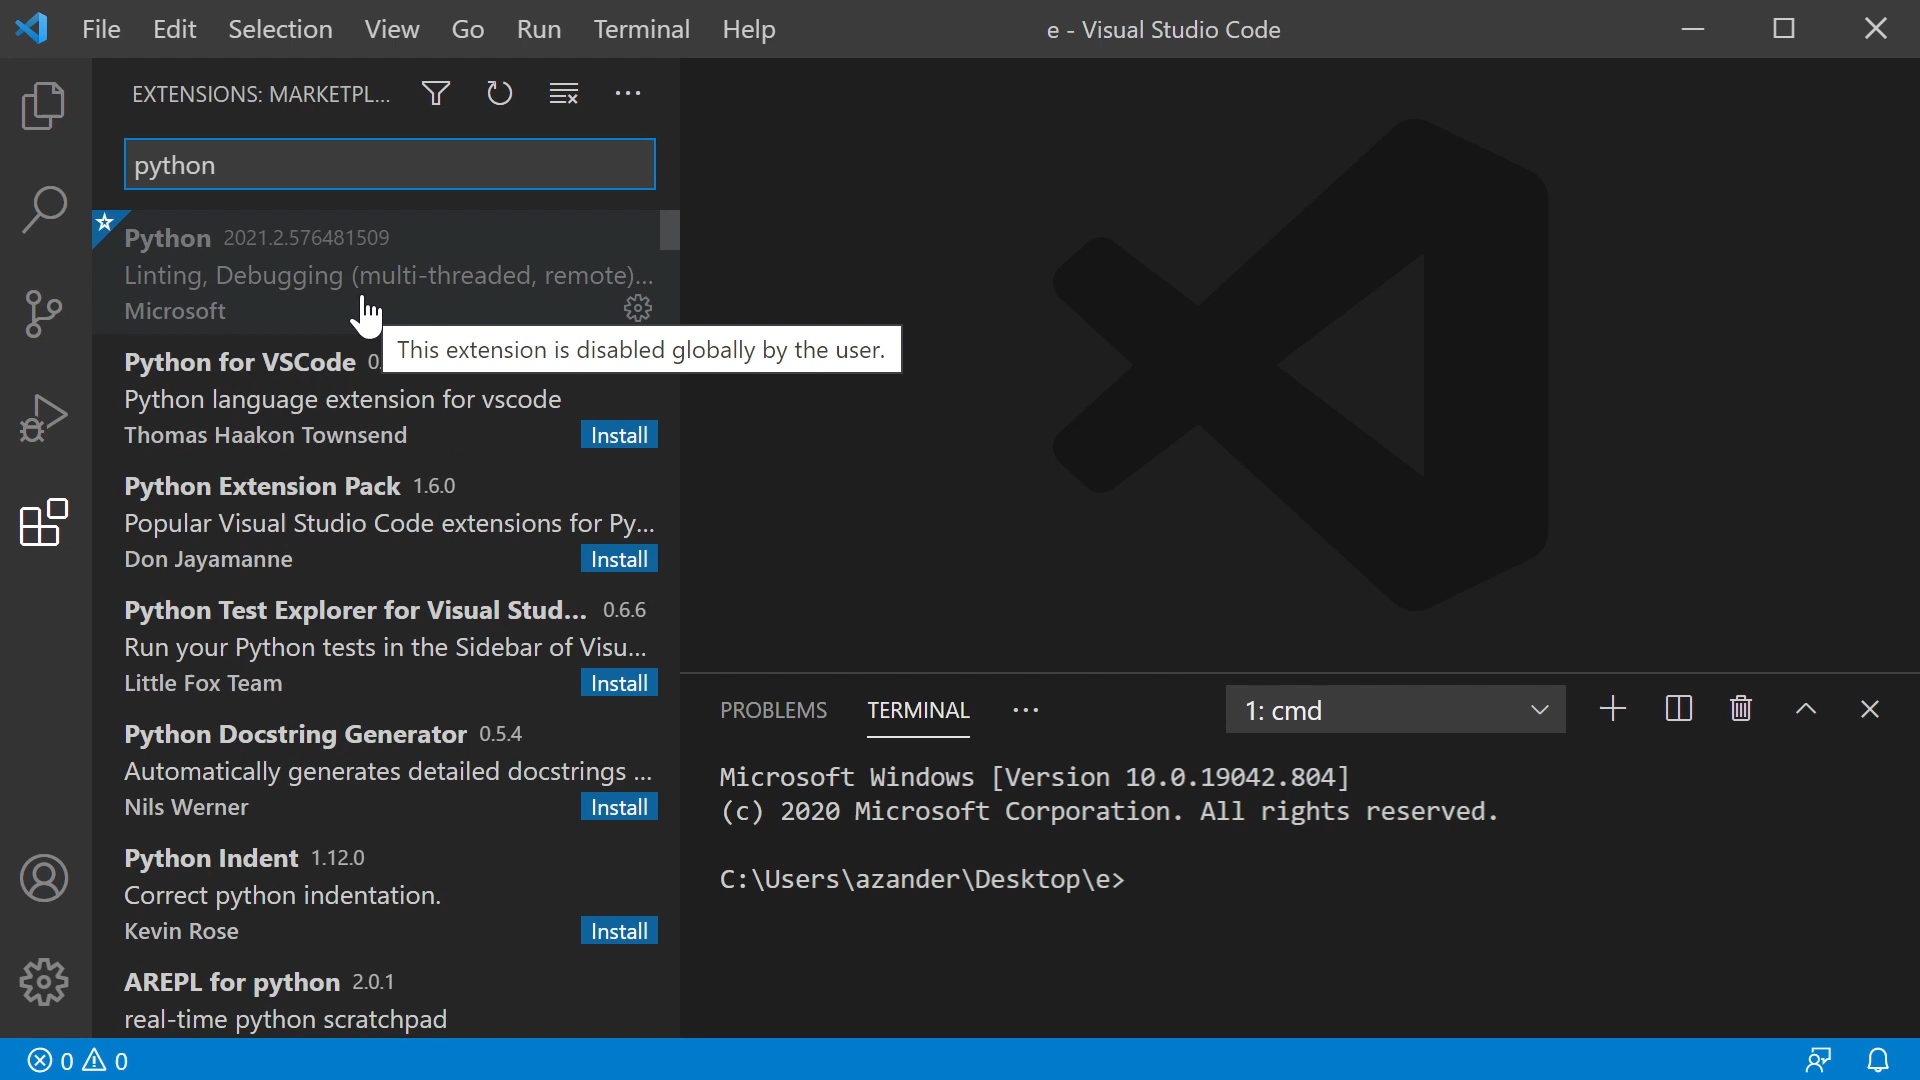 File Edit Selection View Go Run Terminal Help
e - Visual Studio Code
EXTENSIONS: MARKETPL...
python
Python 2021.2.576481509
Linting, Debugging (multi-threaded, remote)...
Microsoft
This extension is disabled globally by the user.
Python for VSCode 0.
Python language extension for vscode
Thomas Haakon Townsend Install
Python Extension Pack 1.6.0
Popular Visual Studio Code extensions for Py...
Don Jayamanne Install
Python Test Explorer for Visual Stud... 0.6.6
Run your Python tests in the Sidebar of Visu...
Little Fox Team Install
Python Docstring Generator 0.5.4
Automatically generates detailed docstrings ...
Nils Werner Install
Python Indent 1.12.0
Correct python indentation.
Kevin Rose Install
AREPL for python 2.0.1
real-time python scratchpad
PROBLEMS TERMINAL ... 1: cmd
Microsoft Windows [Version 10.0.19042.804]
(c) 2020 Microsoft Corporation. All rights reserved.
C:\Users\azander\Desktop\e>
0 0